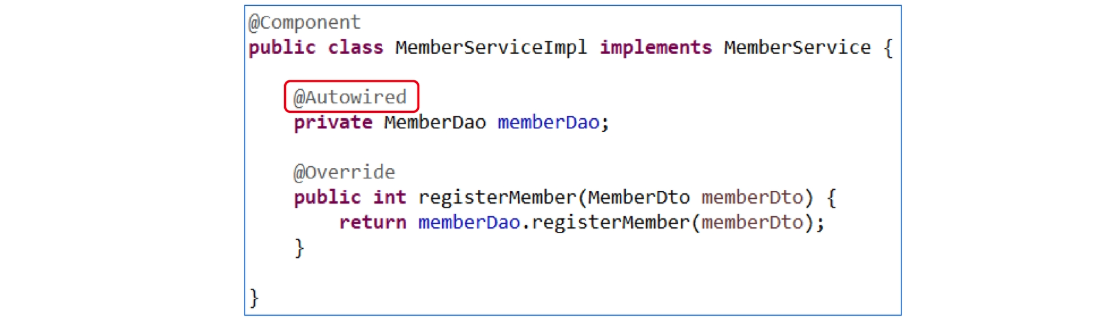 @Component
public class MemberServiceImpl implements MemberService {
@Autowired
private MemberDao memberDao;
@Override
public int registerMember(MemberDto memberDto) {
return memberDao.registerMember(memberDto);
}
}